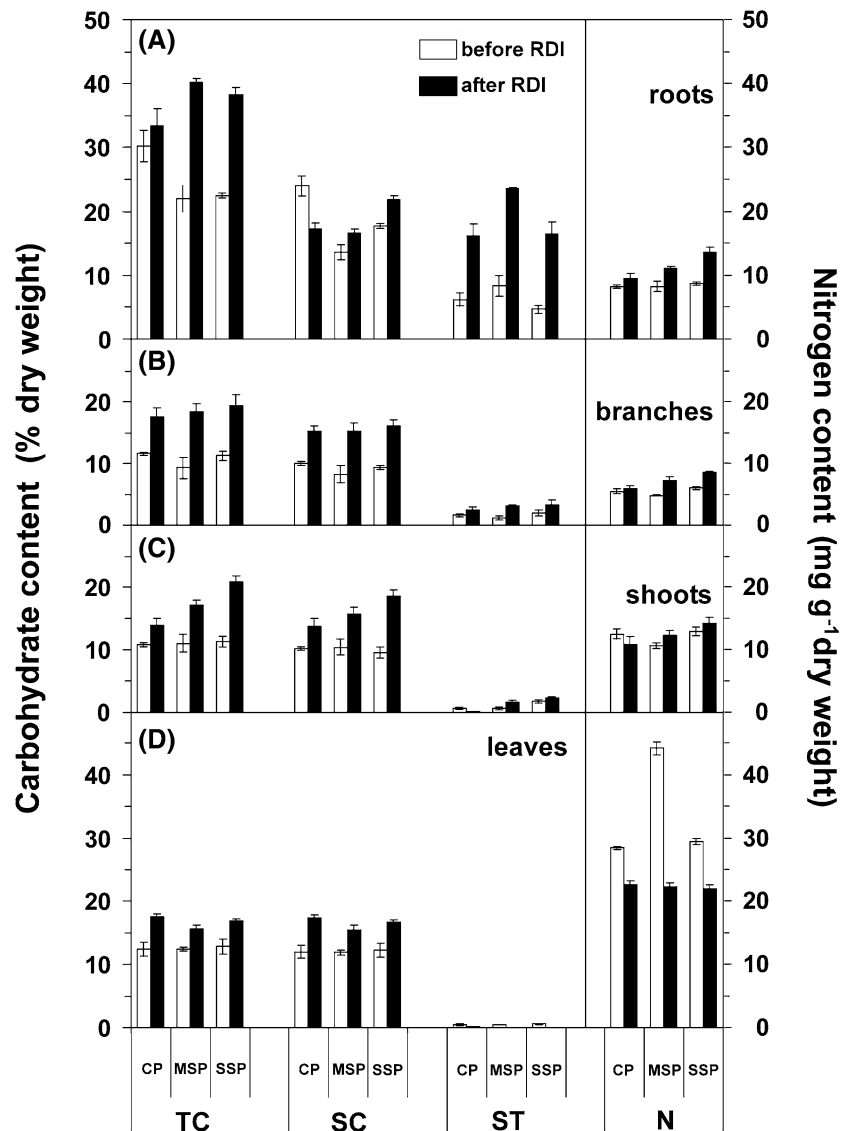 Carbohydrate content (% dry weight)
Nitrogen content (mg g⁻¹dry weight)
(A)
before RDI
after RDI
roots
50
40
30
20
10
0
50
40
30
20
10
0
(B)
branches
20
10
0
20
10
0
(C)
shoots
20
10
0
20
10
0
(D)
leaves
40
30
20
10
0
40
30
20
10
0
CP MSP SSP CP MSP SSP CP MSP SSP CP MSP SSP
TC SC ST N